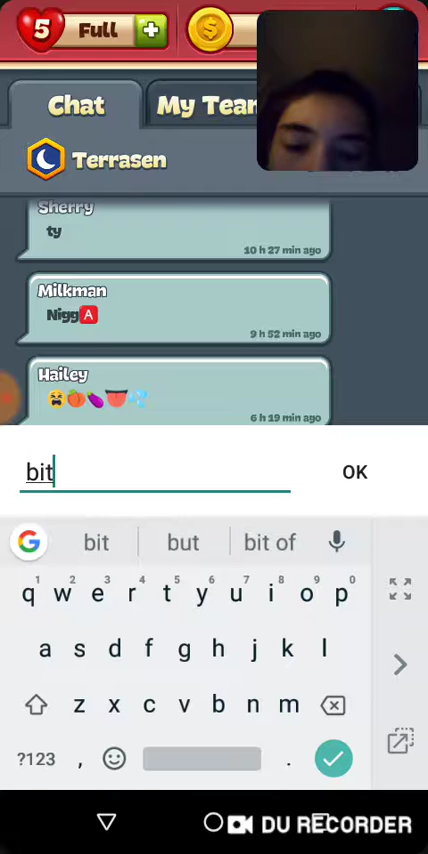 5 Full +
Chat My Tea
Terrasen
Sherry
ty
10 h 27 min ago
Milkman
Nigg🅰
9 h 52 min ago
Hailey
😫🍑🍆👅💦
6 h 19 min ago
bit OK
G bit but bit of
1 2 3 4 5 6 7 8 9 0
q w e r t y u i o p
a s d f g h j k l
z x c v b n m
?123 , .
DU RECORDER